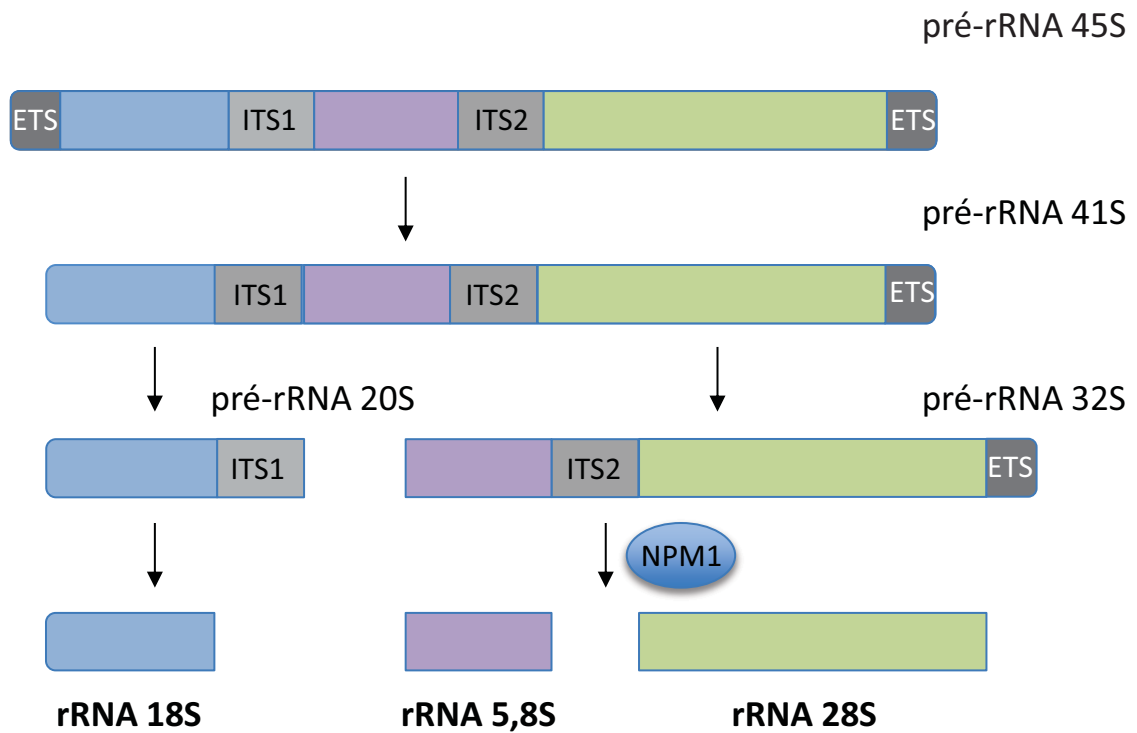 pré-rRNA 45S
ETS ITS1 ITS2 ETS
pré-rRNA 41S
ITS1 ITS2 ETS
pré-rRNA 20S pré-rRNA 32S
ITS1 ITS2 ETS
NPM1
rRNA 18S rRNA 5,8S rRNA 28S